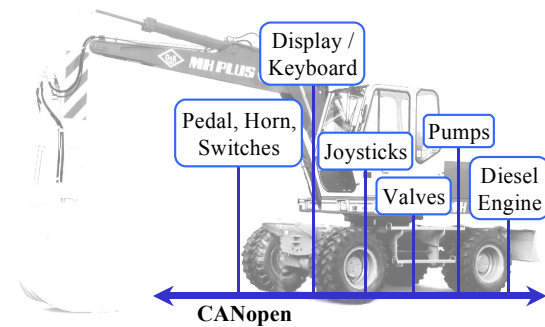 Display /
Keyboard
MH PLUS
O&K
Pedal, Horn,
Switches
Pumps
Joysticks
Diesel
Engine
Valves
CANopen